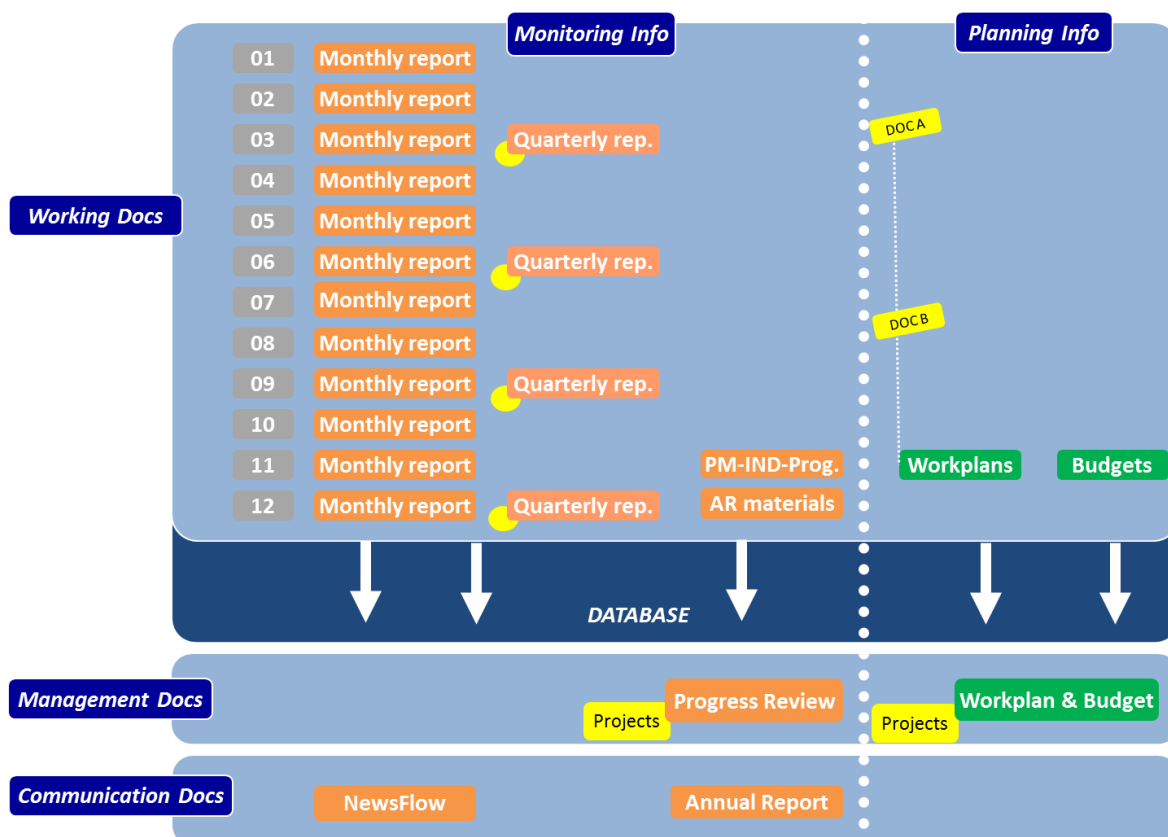 Monitoring Info
Planning Info
01 Monthly report
02 Monthly report
03 Monthly report Quarterly rep. DOC A
04 Monthly report
Working Docs
05 Monthly report
06 Monthly report Quarterly rep.
07 Monthly report
DOC B
08 Monthly report
09 Monthly report Quarterly rep.
10 Monthly report
11 Monthly report PM-IND-Prog. Workplans Budgets
12 Monthly report Quarterly rep. AR materials
DATABASE
Management Docs
Projects Progress Review Projects Workplan & Budget
Communication Docs
NewsFlow Annual Report